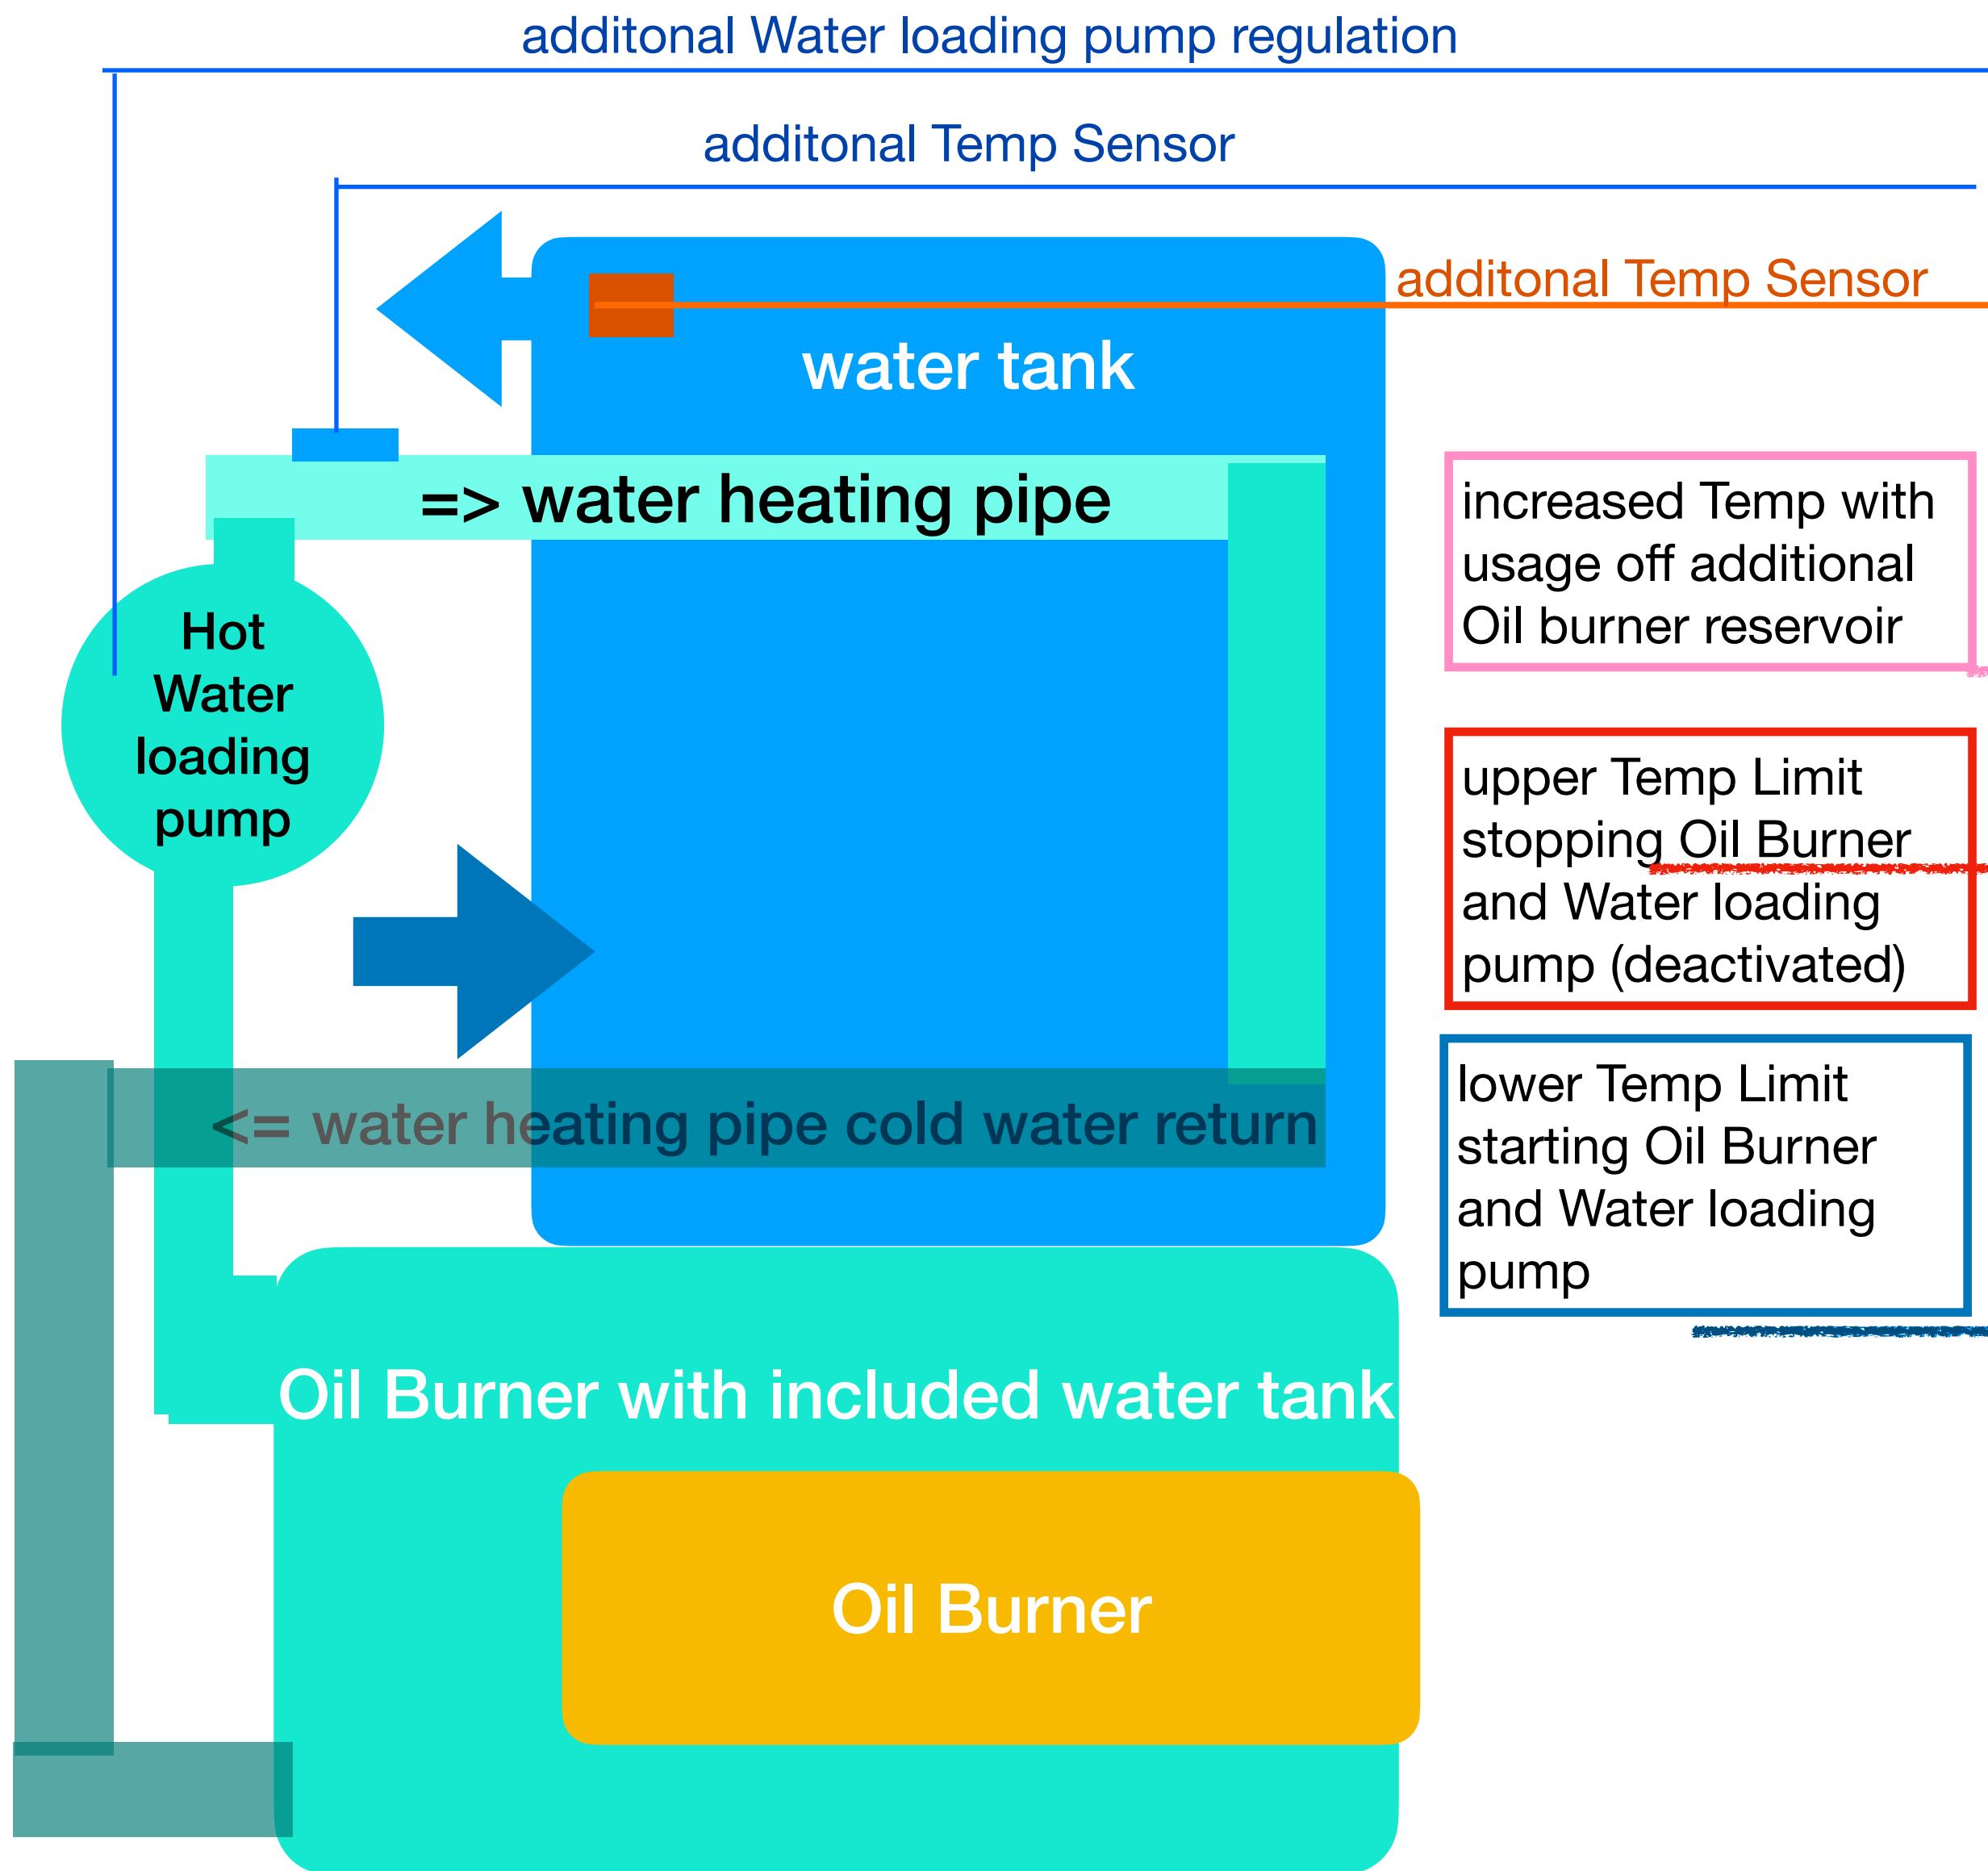 additonal Water loading pump regulation
additonal Temp Sensor
additonal Temp Sensor
water tank
=> water heating pipe
increased Temp with
usage off additional
Oil burner reservoir
Hot
Water
loading
pump
upper Temp Limit
stopping Oil Burner
and Water loading
pump (deactivated)
lower Temp Limit
starting Oil Burner
and Water loading
pump
<= water heating pipe cold water return
Oil Burner with included water tank
Oil Burner